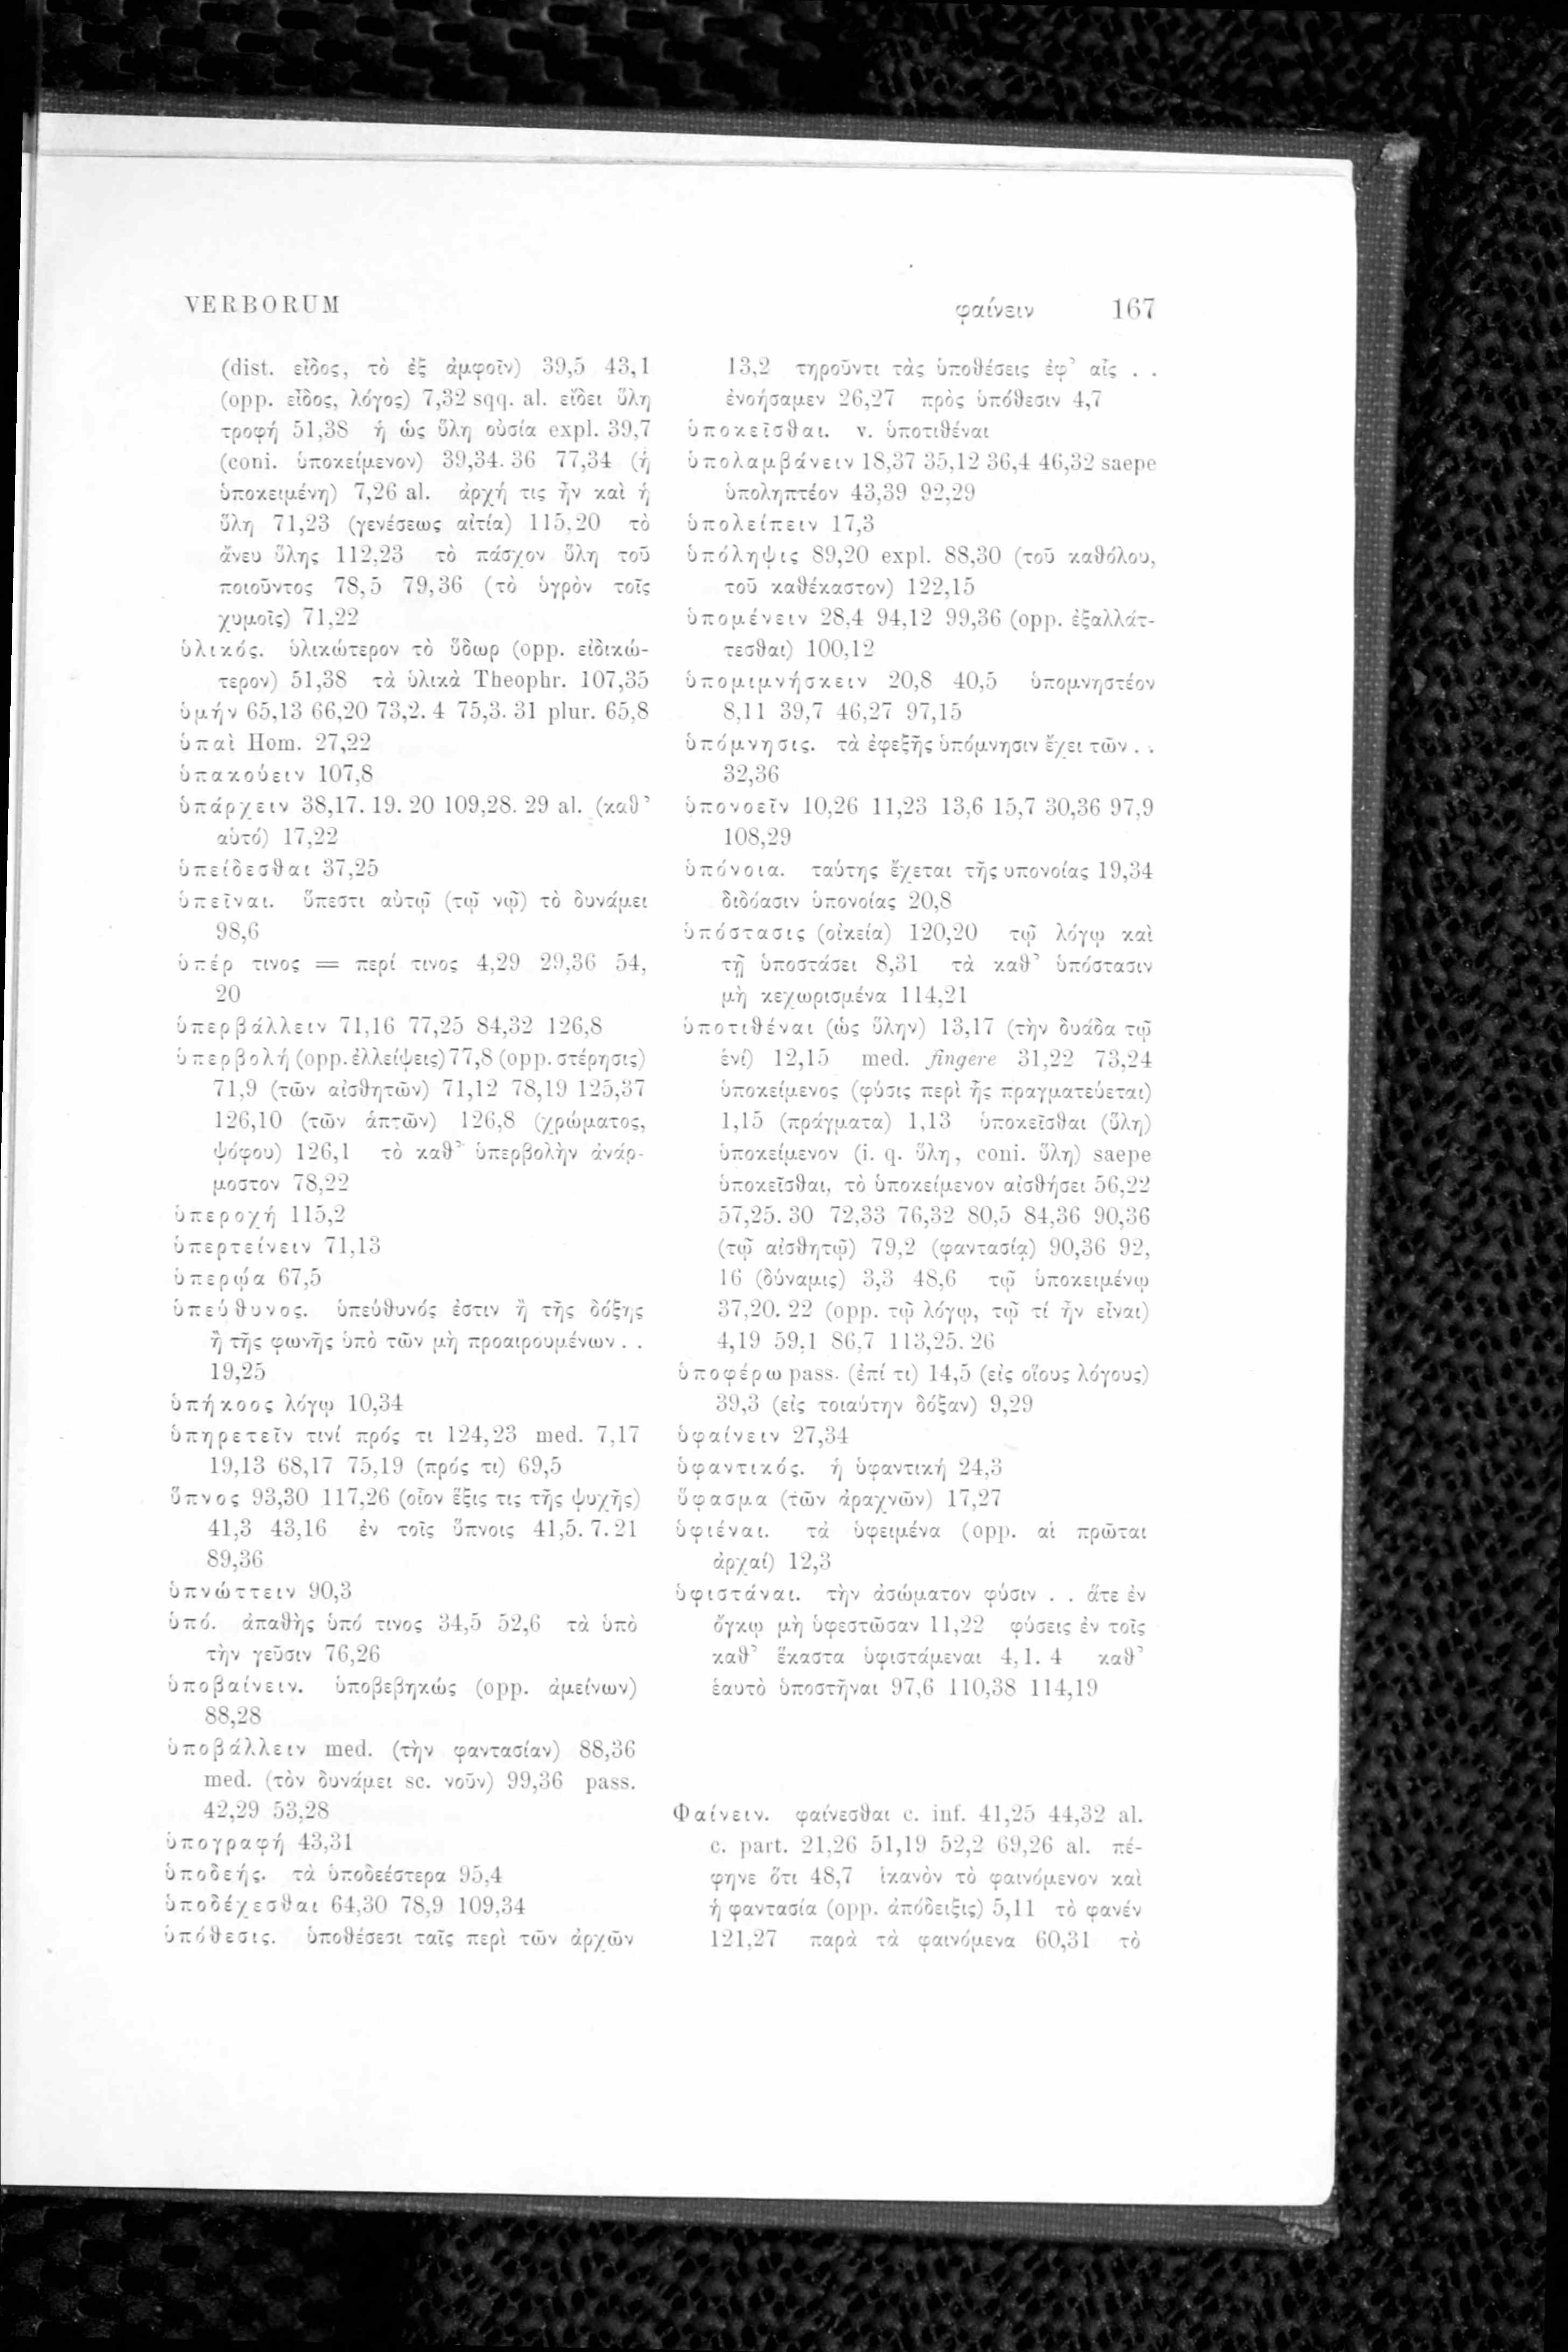 VERBORUM
φαίνειν 167
(dist. εἶδος, τὸ ἐξ ἀμφοῖν) 39,5 43,1
(opp. εἶδος, λόγος) 7,32 sqq. al. εἴδει ὕλη
τροφή 51,38 ἡ ὡς ὕλη οὐσία expl. 39,7
(coni. ὑποκείμενον) 39,34. 36 77,34 (ἡ
ὑποκειμένη) 7,26 al. ἀρχή τις ἦν καὶ ἡ
ὕλη 71,23 (γενέσεως αἰτία) 115,20 τὸ
ἄνευ ὕλης 112,23 τὸ πάσχον ὕλη τοῦ
ποιοῦντος 78,5 79,36 (τὸ ὑγρὸν τοῖς
χυμοῖς) 71,22
ὑλικός. ὑλικώτερον τὸ ὕδωρ (opp. εἰδικώ-
τερον) 51,38 τὰ ὑλικὰ Theophr. 107,35
ὑμήν 65,13 66,20 73,2. 4 75,3. 31 plur. 65,8
ὑπαὶ Hom. 27,22
ὑπακούειν 107,8
ὑπάρχειν 38,17. 19. 20 109,28. 29 al. (καθ’
αὑτό) 17,22
ὑπείδεσθαι 37,25
ὑπεῖναι. ὕπεστι αὐτῷ (τῷ νῷ) τὸ δυνάμει
98,6
ὑπέρ τινος = περί τινος 4,29 29,36 54,
20
ὑπερβάλλειν 71,16 77,25 84,32 126,8
ὑπερβολή (opp. ἐλλείψεις) 77,8 (opp. στέρησις)
71,9 (τῶν αἰσθητῶν) 71,12 78,19 125,37
126,10 (τῶν ἁπτῶν) 126,8 (χρώματος,
ψόφου) 126,1 τὸ καθ’ ὑπερβολὴν ἀνάρ-
μοστον 78,22
ὑπεροχή 115,2
ὑπερτείνειν 71,13
ὑπερῴα 67,5
ὑπεύθυνος. ὑπεύθυνός ἐστιν ἢ τῆς δόξης
ἢ τῆς φωνῆς ὑπὸ τῶν μὴ προαιρουμένων . .
19,25
ὑπήκοος λόγῳ 10,34
ὑπηρετεῖν τινί πρός τι 124,23 med. 7,17
19,13 68,17 75,19 (πρός τι) 69,5
ὕπνος 93,30 117,26 (οἷον ἕξις τις τῆς ψυχῆς)
41,3 43,16 ἐν τοῖς ὕπνοις 41,5. 7. 21
89,36
ὑπνώττειν 90,3
ὑπό. ἀπαθὴς ὑπό τινος 34,5 52,6 τὰ ὑπὸ
τὴν γεῦσιν 76,26
ὑποβαίνειν. ὑποβεβηκώς (opp. ἀμείνων)
88,28
ὑποβάλλειν med. (τὴν φαντασίαν) 88,36
med. (τὸν δυνάμει sc. νοῦν) 99,36 pass.
42,29 53,28
ὑπογραφή 43,31
ὑποδεής. τὰ ὑποδεέστερα 95,4
ὑποδέχεσθαι 64,30 78,9 109,34
ὑπόθεσις. ὑποθέσεσι ταῖς περὶ τῶν ἀρχῶν
13,2 τηροῦντι τὰς ὑποθέσεις ἐφ’ αἷς . .
ἐνοήσαμεν 26,27 πρὸς ὑπόθεσιν 4,7
ὑποκεῖσθαι. v. ὑποτιθέναι
ὑπολαμβάνειν 18,37 35,12 36,4 46,32 saepe
ὑποληπτέον 43,39 92,29
ὑπολείπειν 17,3
ὑπόληψις 89,20 expl. 88,30 (τοῦ καθόλου,
τοῦ καθέκαστον) 122,15
ὑπομένειν 28,4 94,12 99,36 (opp. ἐξαλλάτ-
τεσθαι) 100,12
ὑπομιμνήσκειν 20,8 40,5 ὑπομνηστέον
8,11 39,7 46,27 97,15
ὑπόμνησις. τὰ ἐφεξῆς ὑπόμνησιν ἔχει τῶν . .
32,36
ὑπονοεῖν 10,26 11,23 13,6 15,7 30,36 97,9
108,29
ὑπόνοια. ταύτης ἔχεται τῆς υπονοίας 19,34
διδόασιν ὑπονοίας 20,8
ὑπόστασις (οἰκεία) 120,20 τῷ λόγῳ καὶ
τῇ ὑποστάσει 8,31 τὰ καθ’ ὑπόστασιν
μὴ κεχωρισμένα 114,21
ὑποτιθέναι (ὡς ὕλην) 13,17 (τὴν δυάδα τῷ
ἑνί) 12,15 med. fingere 31,22 73,24
ὑποκείμενος (φύσις περὶ ἧς πραγματεύεται)
1,15 (πράγματα) 1,13 ὑποκεῖσθαι (ὕλη)
ὑποκείμενον (i. q. ὕλη, coni. ὕλη) saepe
ὑποκεῖσθαι, τὸ ὑποκείμενον αἰσθήσει 56,22
57,25. 30 72,33 76,32 80,5 84,36 90,36
(τῷ αἰσθητῷ) 79,2 (φαντασίᾳ) 90,36 92,
16 (δύναμις) 3,3 48,6 τῷ ὑποκειμένῳ
37,20. 22 (opp. τῷ λόγῳ, τῷ τί ἦν εἶναι)
4,19 59,1 86,7 113,25. 26
ὑποφέρω pass. (ἐπί τι) 14,5 (εἰς οἵους λόγους)
39,3 (εἰς τοιαύτην δόξαν) 9,29
ὑφαίνειν 27,34
ὑφαντικός. ἡ ὑφαντική 24,3
ὕφασμα (τῶν ἀραχνῶν) 17,27
ὑφιέναι. τὰ ὑφειμένα (opp. αἱ πρῶται
ἀρχαί) 12,3
ὑφιστάναι. τὴν ἀσώματον φύσιν . . ἅτε ἐν
ὄγκῳ μὴ ὑφεστῶσαν 11,22 φύσεις ἐν τοῖς
καθ’ ἕκαστα ὑφιστάμεναι 4,1. 4 καθ’
ἑαυτὸ ὑποστῆναι 97,6 110,38 114,19
Φαίνειν. φαίνεσθαι c. inf. 41,25 44,32 al.
c. part. 21,26 51,19 52,2 69,26 al. πέ-
φηνε ὅτι 48,7 ἱκανὸν τὸ φαινόμενον καὶ
ἡ φαντασία (opp. ἀπόδειξις) 5,11 τὸ φανέν
121,27 παρὰ τὰ φαινόμενα 60,31 τὸ